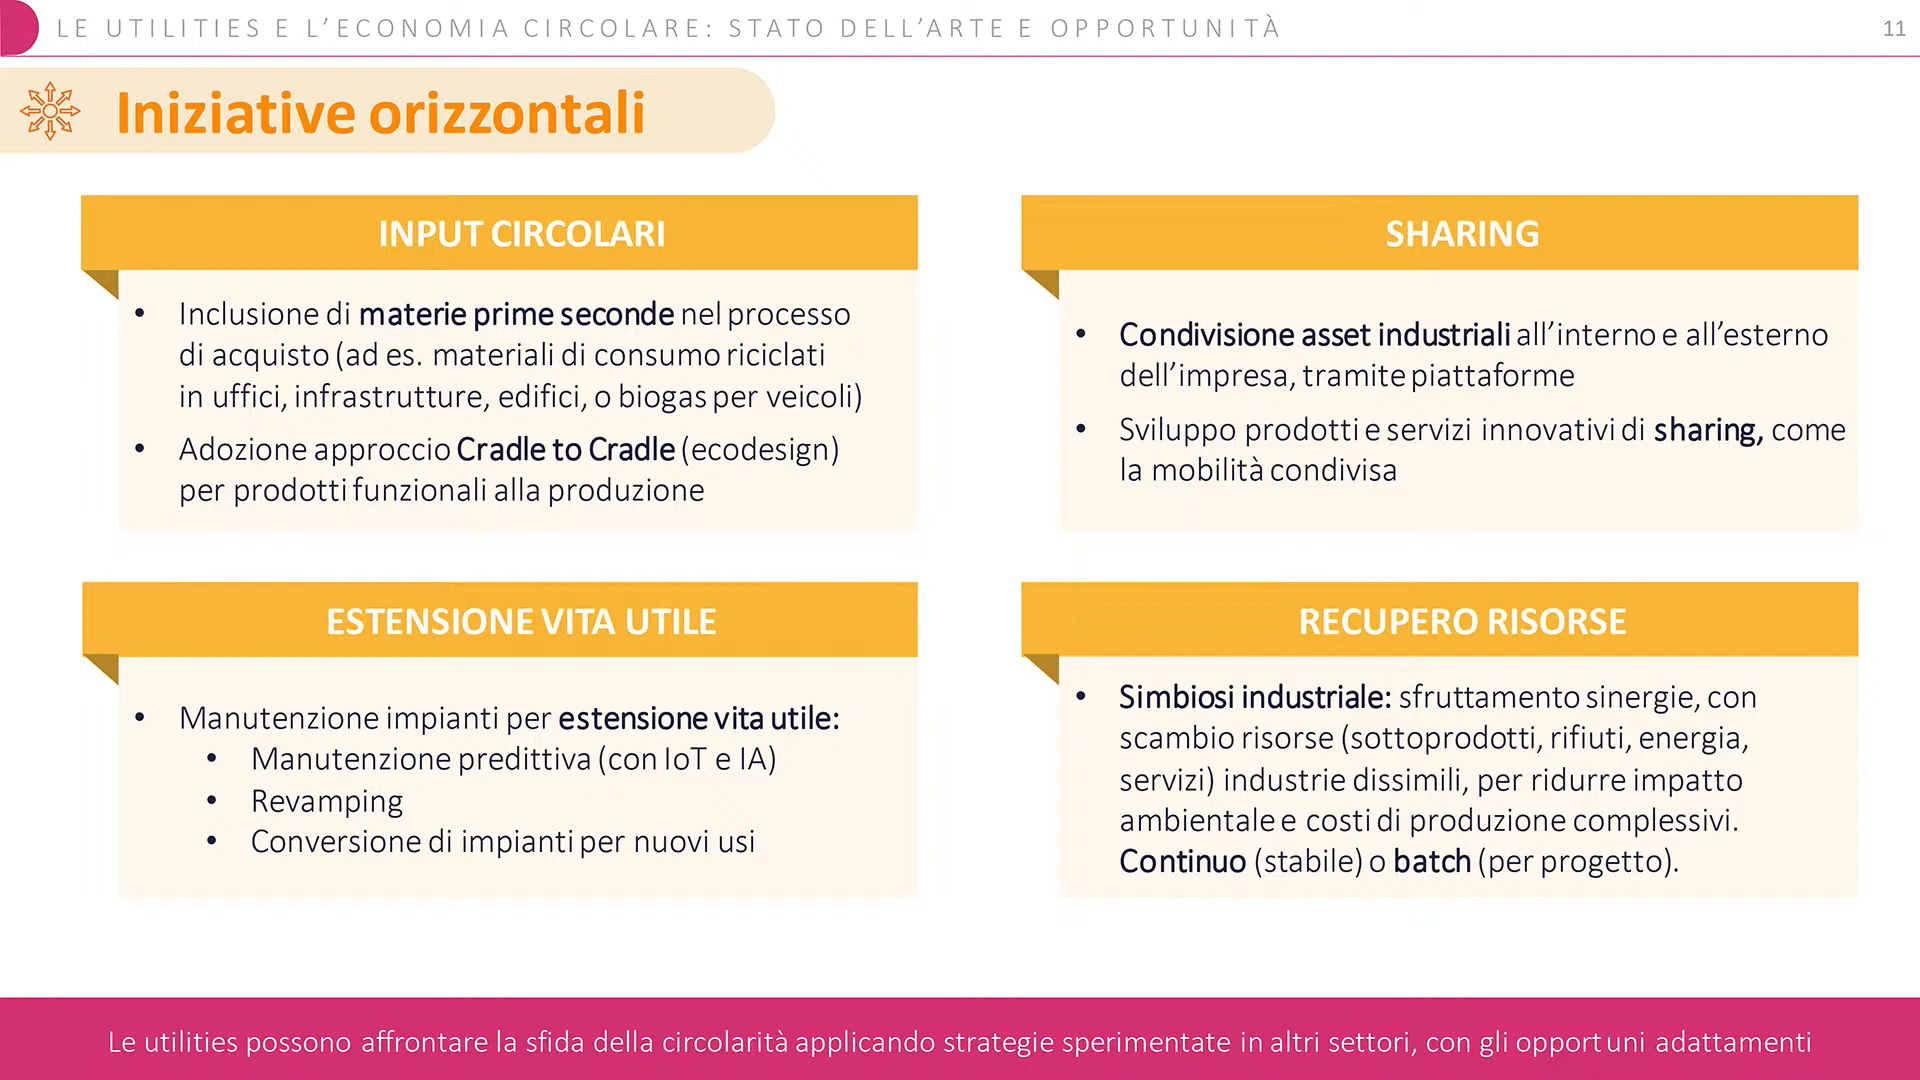 LE UTILITIES E L’ECONOMIA CIRCOLARE: STATO DELL’ARTE E OPPORTUNITÀ
11
Iniziative orizzontali
INPUT CIRCOLARI
• Inclusione di materie prime seconde nel processo
di acquisto (ad es. materiali di consumo riciclati
in uffici, infrastrutture, edifici, o biogas per veicoli)
• Adozione approccio Cradle to Cradle (ecodesign)
per prodotti funzionali alla produzione
SHARING
• Condivisione asset industriali all’interno e all’esterno
dell’impresa, tramite piattaforme
• Sviluppo prodotti e servizi innovativi di sharing, come
la mobilità condivisa
ESTENSIONE VITA UTILE
• Manutenzione impianti per estensione vita utile:
• Manutenzione predittiva (con IoT e IA)
• Revamping
• Conversione di impianti per nuovi usi
RECUPERO RISORSE
• Simbiosi industriale: sfruttamento sinergie, con
scambio risorse (sottoprodotti, rifiuti, energia,
servizi) industrie dissimili, per ridurre impatto
ambientale e costi di produzione complessivi.
Continuo (stabile) o batch (per progetto).
Le utilities possono affrontare la sfida della circolarità applicando strategie sperimentate in altri settori, con gli opportuni adattamenti